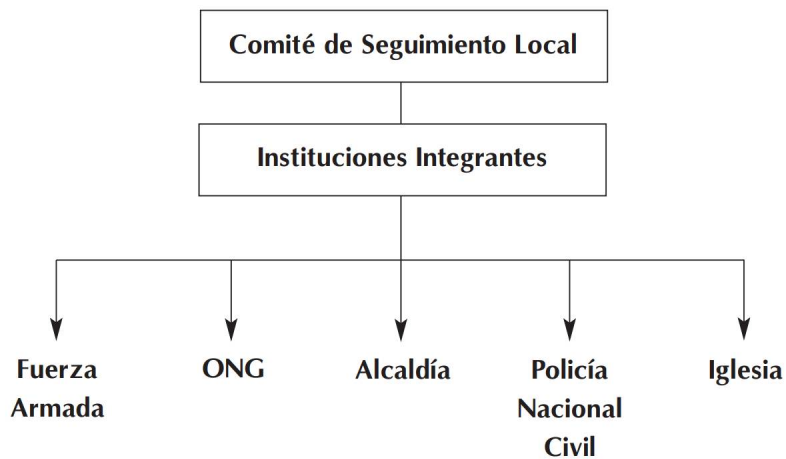 Comité de Seguimiento Local
Instituciones Integrantes
Fuerza
Armada
ONG
Alcaldía
Policía
Nacional
Civil
Iglesia